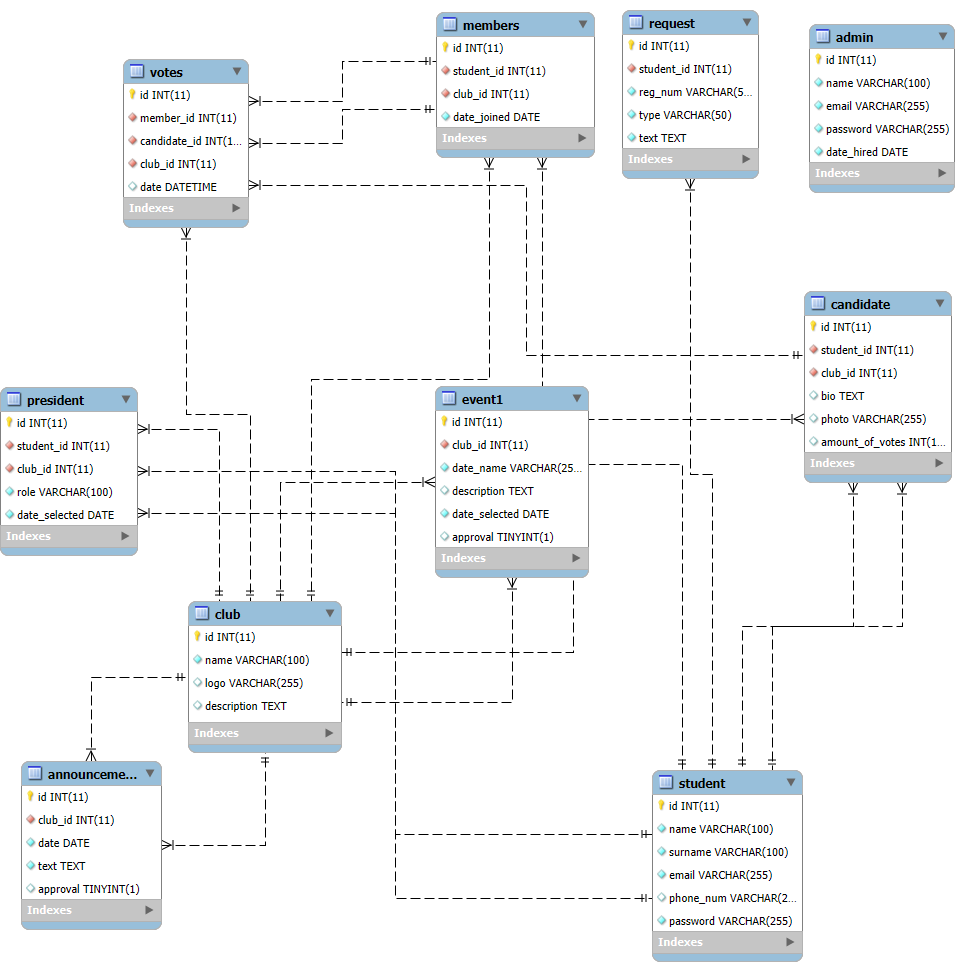 members
id INT(11)
student_id INT(11)
club_id INT(11)
date_joined DATE
Indexes
request
id INT(11)
student_id INT(11)
reg_num VARCHAR(5...
type VARCHAR(50)
text TEXT
Indexes
admin
id INT(11)
name VARCHAR(100)
email VARCHAR(255)
password VARCHAR(255)
date_hired DATE
Indexes
votes
id INT(11)
member_id INT(11)
candidate_id INT(1...
club_id INT(11)
date DATETIME
Indexes
candidate
id INT(11)
student_id INT(11)
club_id INT(11)
bio TEXT
photo VARCHAR(255)
amount_of_votes INT(1...
Indexes
president
id INT(11)
student_id INT(11)
club_id INT(11)
role VARCHAR(100)
date_selected DATE
Indexes
event1
id INT(11)
club_id INT(11)
date_name VARCHAR(25...
description TEXT
date_selected DATE
approval TINYINT(1)
Indexes
club
id INT(11)
name VARCHAR(100)
logo VARCHAR(255)
description TEXT
Indexes
announceme...
id INT(11)
club_id INT(11)
date DATE
text TEXT
approval TINYINT(1)
Indexes
student
id INT(11)
name VARCHAR(100)
surname VARCHAR(100)
email VARCHAR(255)
phone_num VARCHAR(2...
password VARCHAR(255)
Indexes